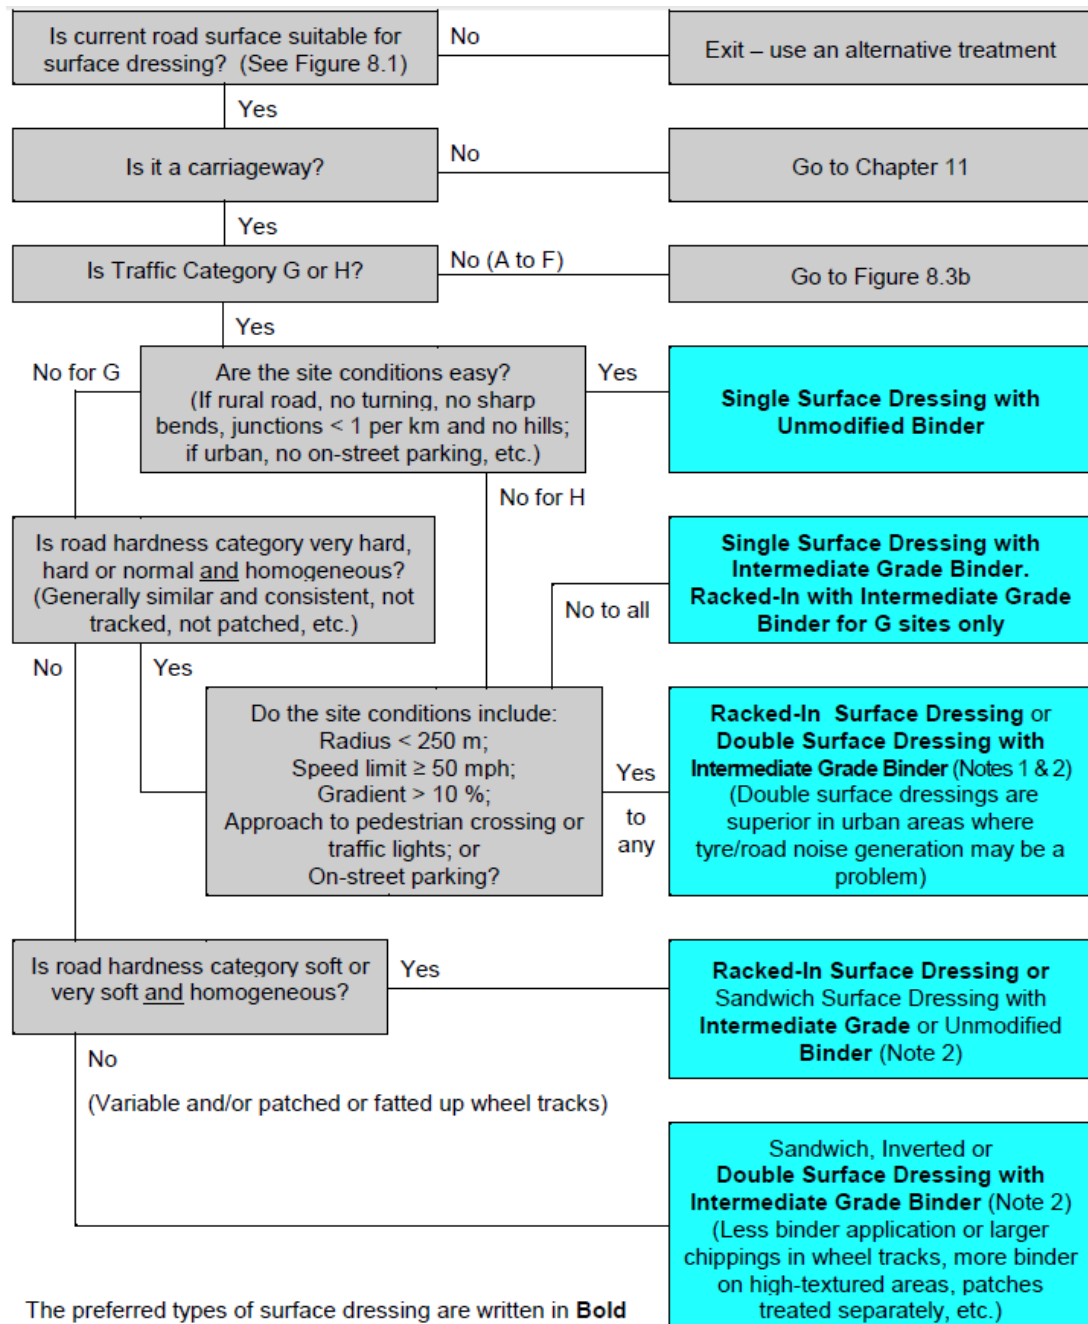 Is current road surface suitable for
surface dressing? (See Figure 8.1)
No
Exit – use an alternative treatment
Yes
Is it a carriageway?
No
Go to Chapter 11
Yes
Is Traffic Category G or H?
No (A to F)
Go to Figure 8.3b
Yes
No for G
Are the site conditions easy?
(If rural road, no turning, no sharp
bends, junctions < 1 per km and no hills;
if urban, no on-street parking, etc.)
Yes
Single Surface Dressing with
Unmodified Binder
No for H
Is road hardness category very hard,
hard or normal and homogeneous?
(Generally similar and consistent, not
tracked, not patched, etc.)
No to all
Single Surface Dressing with
Intermediate Grade Binder.
Racked-In with Intermediate Grade
Binder for G sites only
No
Yes
Do the site conditions include:
Radius < 250 m;
Speed limit ≥ 50 mph;
Gradient > 10 %;
Approach to pedestrian crossing or
traffic lights; or
On-street parking?
Yes
to
any
Racked-In Surface Dressing or
Double Surface Dressing with
Intermediate Grade Binder (Notes 1 & 2)
(Double surface dressings are
superior in urban areas where
tyre/road noise generation may be a
problem)
Is road hardness category soft or
very soft and homogeneous?
Yes
Racked-In Surface Dressing or
Sandwich Surface Dressing with
Intermediate Grade or Unmodified
Binder (Note 2)
No
(Variable and/or patched or fatted up wheel tracks)
Sandwich, Inverted or
Double Surface Dressing with
Intermediate Grade Binder (Note 2)
(Less binder application or larger
chippings in wheel tracks, more binder
on high-textured areas, patches
treated separately, etc.)
The preferred types of surface dressing are written in Bold